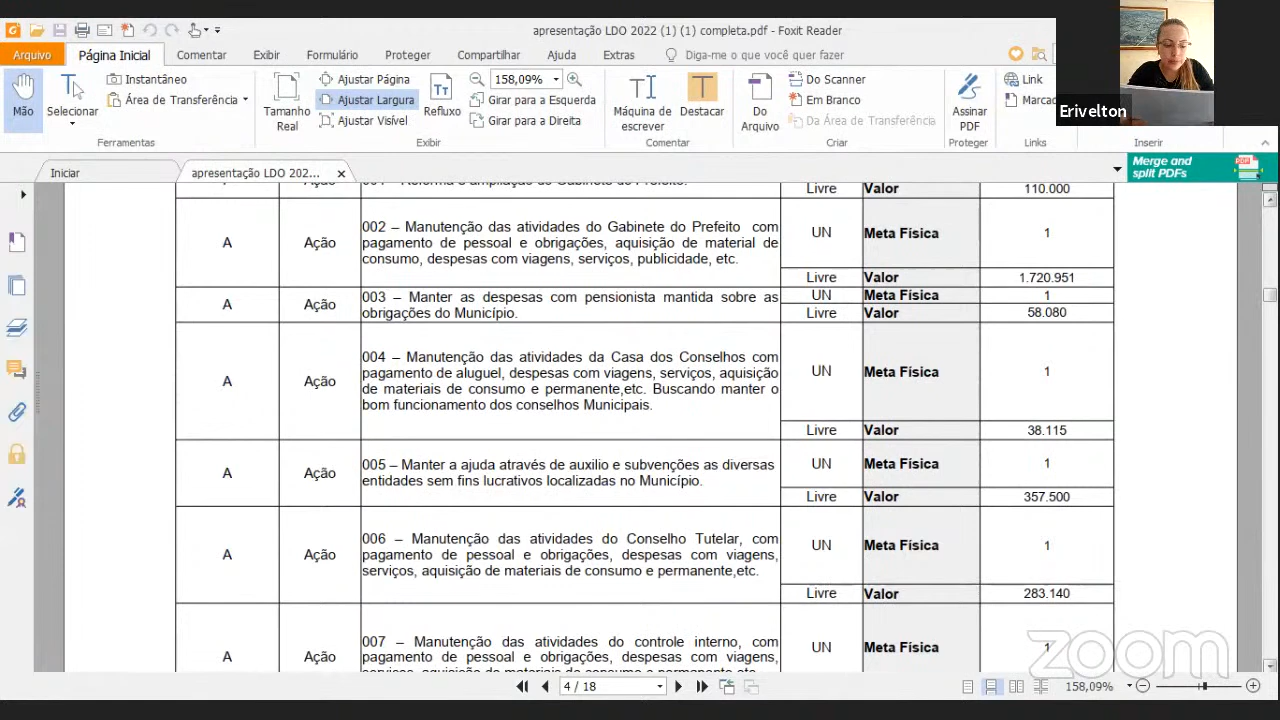 apresentação LDO 2022 (1) (1) completa.pdf - Foxit Reader
Arquivo Página Inicial Comentar Exibir Formulário Proteger Compartilhar Ajuda Extras Diga-me o que você quer fazer
Mão
Selecionar
Instantâneo
Área de Transferência
Ferramentas
Tamanho Real
Ajustar Página
Ajustar Largura
Ajustar Visível
Refluxo
158,09%
Girar para a Esquerda
Girar para a Direita
Exibir
Máquina de escrever
Destacar
Comentar
Do Arquivo
Do Scanner
Em Branco
Da Área de Transferência
Criar
Assinar PDF
Proteger
Link
Marcad
Links
Inserir
Erivelton
Iniciar
apresentação LDO 202...
Merge and
split PDFs
Livre Valor 110.000
A Ação
002 – Manutenção das atividades do Gabinete do Prefeito com
pagamento de pessoal e obrigações, aquisição de material de
consumo, despesas com viagens, serviços, publicidade, etc.
UN Meta Física 1
Livre Valor 1.720.951
A Ação
003 – Manter as despesas com pensionista mantida sobre as
obrigações do Município.
UN Meta Física 1
Livre Valor 58.080
A Ação
004 – Manutenção das atividades da Casa dos Conselhos com
pagamento de aluguel, despesas com viagens, serviços, aquisição
de materiais de consumo e permanente,etc. Buscando manter o
bom funcionamento dos conselhos Municipais.
UN Meta Física 1
Livre Valor 38.115
A Ação
005 – Manter a ajuda através de auxilio e subvenções as diversas
entidades sem fins lucrativos localizadas no Município.
UN Meta Física 1
Livre Valor 357.500
A Ação
006 – Manutenção das atividades do Conselho Tutelar, com
pagamento de pessoal e obrigações, despesas com viagens,
serviços, aquisição de materiais de consumo e permanente,etc.
UN Meta Física 1
Livre Valor 283.140
A Ação
007 – Manutenção das atividades do controle interno, com
pagamento de pessoal e obrigações, despesas com viagens,
UN Meta Física 1
zoom
4 / 18
158,09%